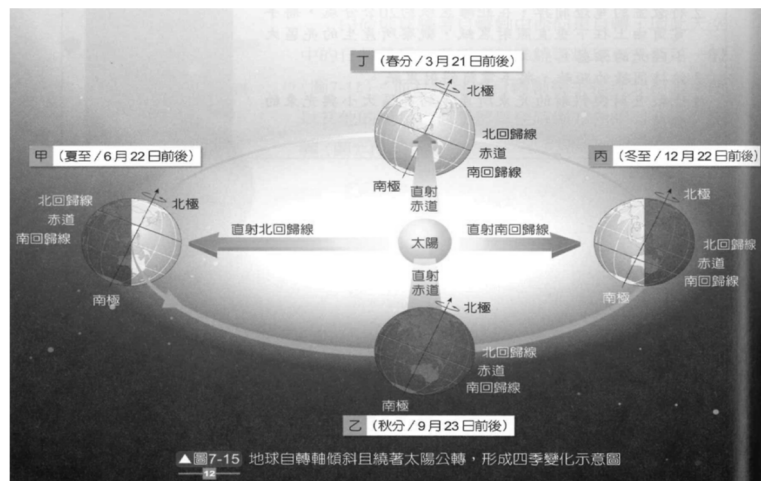 丁 (春分/3月21日前後)
北極
北回歸線
赤道
南回歸線
南極
直射
赤道
甲 (夏至/6月22日前後)
北回歸線
赤道
南回歸線
北極
南極
直射北回歸線
太陽
直射南回歸線
丙 (冬至/12月22日前後)
北極
北回歸線
赤道
南回歸線
南極
直射
赤道
北極
北回歸線
赤道
南回歸線
南極
乙 (秋分/9月23日前後)
▲圖7-15 地球自轉軸傾斜且繞著太陽公轉，形成四季變化示意圖
12